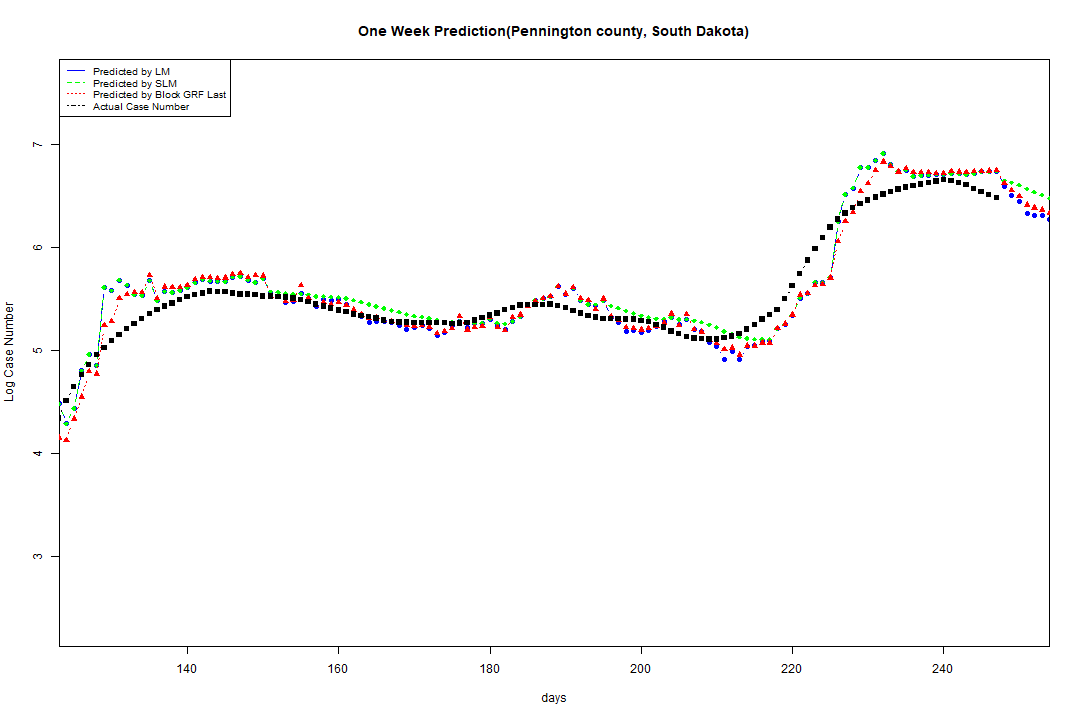 One Week Prediction(Pennington county, South Dakota)
Predicted by LM
Predicted by SLM
Predicted by Block GRF Last
Actual Case Number
7
6
5
4
3
Log Case Number
140 160 180 200 220 240
days